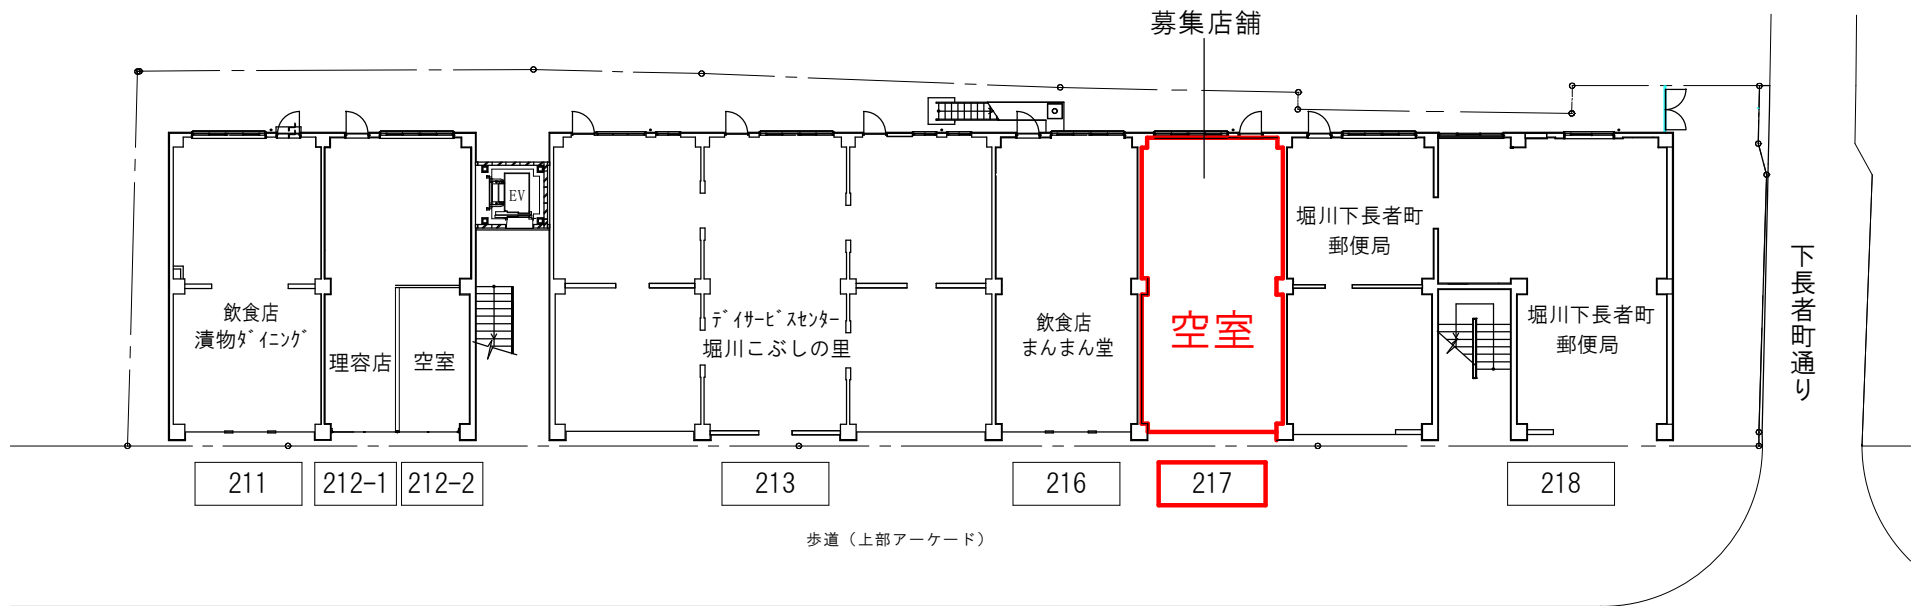 募集店舗
EV
飲食店
漬物ダイニング
理容店
空室
デイサービスセンター
堀川こぶしの里
飲食店
まんまん堂
空室
堀川下長者町
郵便局
堀川下長者町
郵便局
下長者町通り
211
212-1
212-2
213
216
217
218
歩道（上部アーケード）